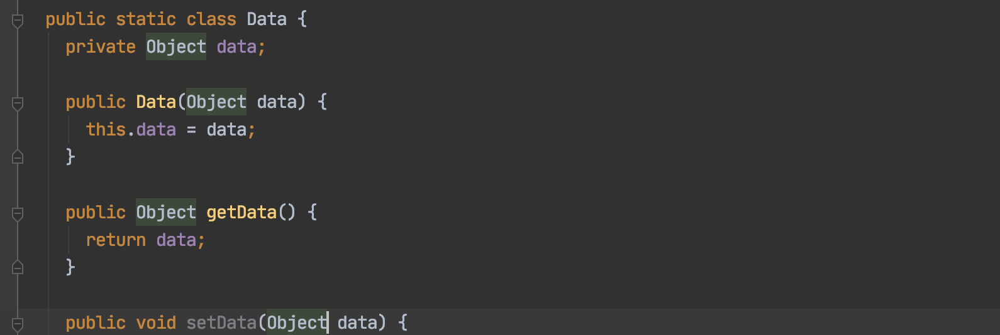 public static class Data {
private Object data;
public Data(Object data) {
this.data = data;
}
public Object getData() {
return data;
}
public void setData(Object data) {